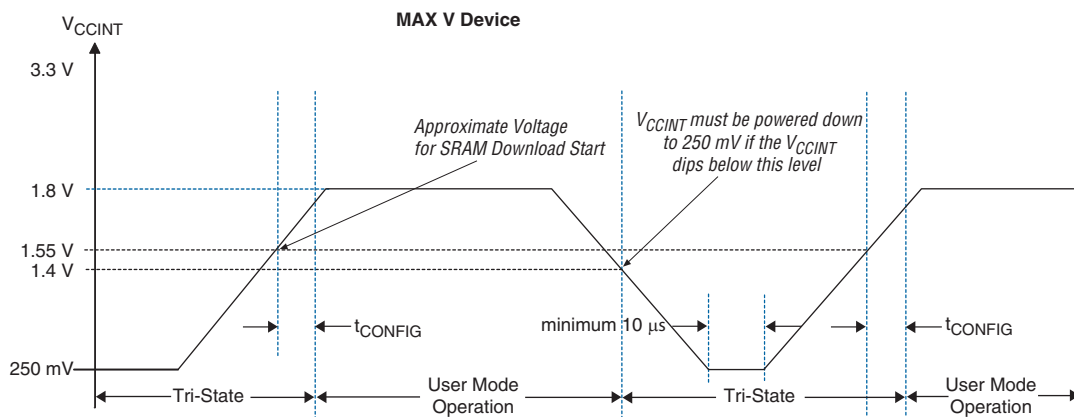 MAX V Device
VCCINT
3.3 V
Approximate Voltage
for SRAM Download Start
VCCINT must be powered down
to 250 mV if the VCCINT
dips below this level
1.8 V
1.55 V
1.4 V
tCONFIG
minimum 10 µs
tCONFIG
250 mV
Tri-State
User Mode
Operation
Tri-State
User Mode
Operation